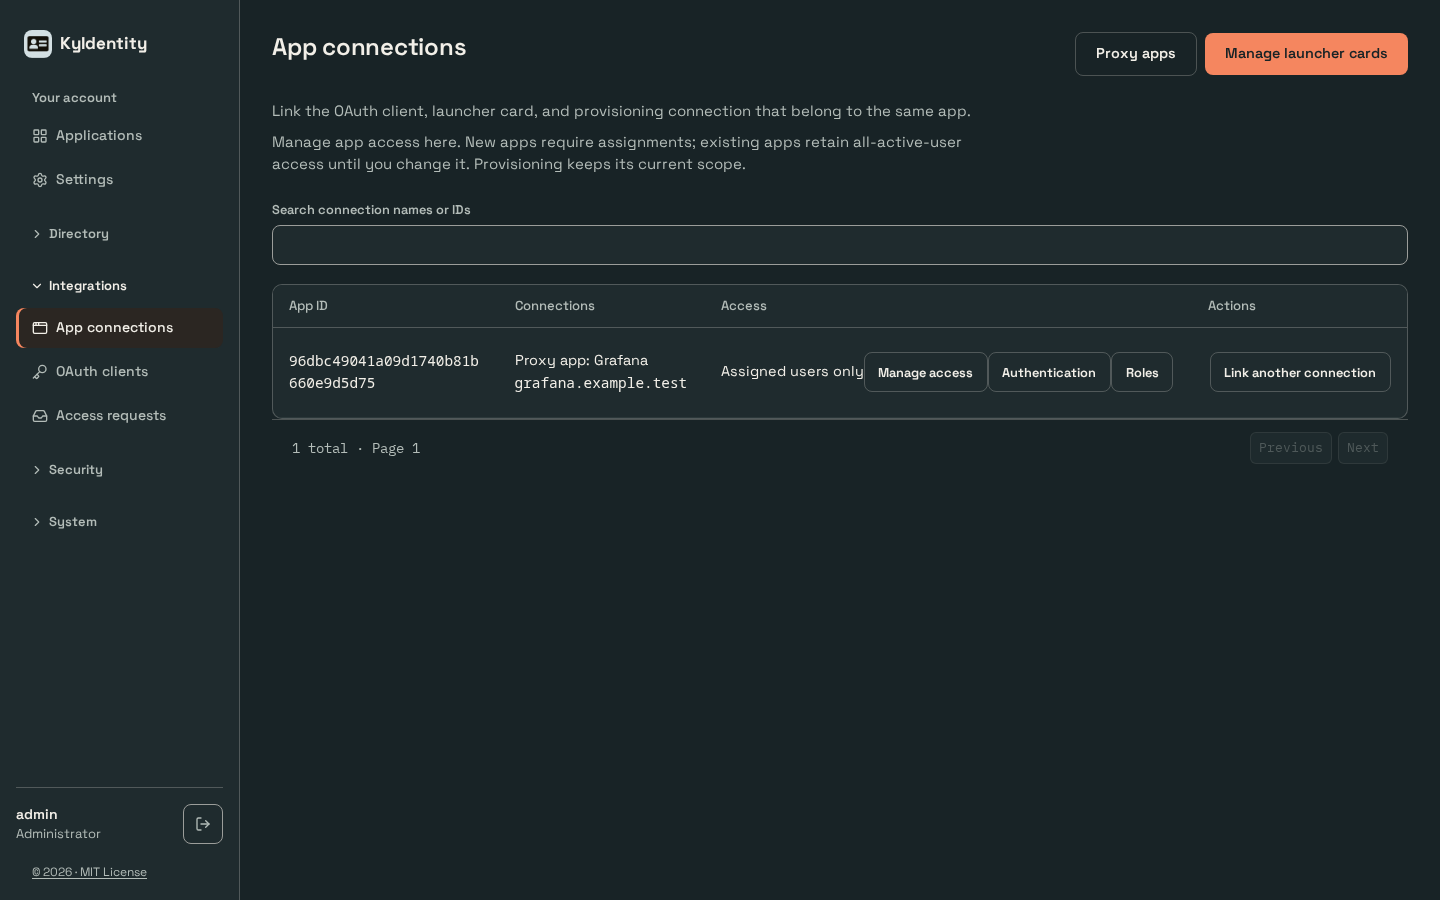 KyIdentity
Your account
Applications
Settings
Directory
Integrations
App connections
OAuth clients
Access requests
Security
System
admin
Administrator
© 2026 · MIT License
App connections
Proxy apps
Manage launcher cards
Link the OAuth client, launcher card, and provisioning connection that belong to the same app.
Manage app access here. New apps require assignments; existing apps retain all-active-user
access until you change it. Provisioning keeps its current scope.
Search connection names or IDs
App ID Connections Access Actions
96dbc49041a09d1740b81b
660e9d5d75
Proxy app: Grafana
grafana.example.test
Assigned users only Manage access Authentication Roles Link another connection
1 total · Page 1
Previous Next